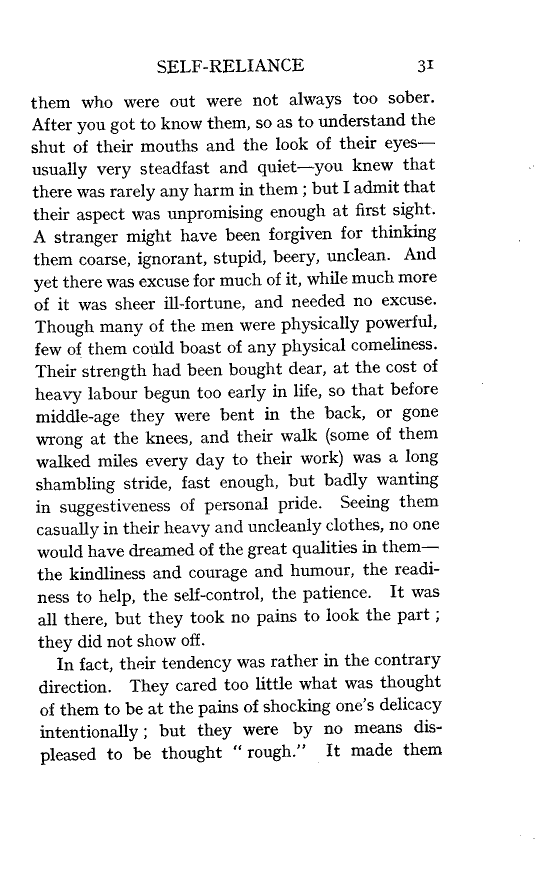 SELF-RELIANCE 31
them who were out were not always too sober.
After you got to know them, so as to understand the
shut of their mouths and the look of their eyes—
usually very steadfast and quiet—you knew that
there was rarely any harm in them ; but I admit that
their aspect was unpromising enough at first sight.
A stranger might have been forgiven for thinking
them coarse, ignorant, stupid, beery, unclean. And
yet there was excuse for much of it, while much more
of it was sheer ill-fortune, and needed no excuse.
Though many of the men were physically powerful,
few of them could boast of any physical comeliness.
Their strength had been bought dear, at the cost of
heavy labour begun too early in life, so that before
middle-age they were bent in the back, or gone
wrong at the knees, and their walk (some of them
walked miles every day to their work) was a long
shambling stride, fast enough, but badly wanting
in suggestiveness of personal pride. Seeing them
casually in their heavy and uncleanly clothes, no one
would have dreamed of the great qualities in them—
the kindliness and courage and humour, the readi-
ness to help, the self-control, the patience. It was
all there, but they took no pains to look the part ;
they did not show off.
In fact, their tendency was rather in the contrary
direction. They cared too little what was thought
of them to be at the pains of shocking one's delicacy
intentionally ; but they were by no means dis-
pleased to be thought “ rough.” It made them